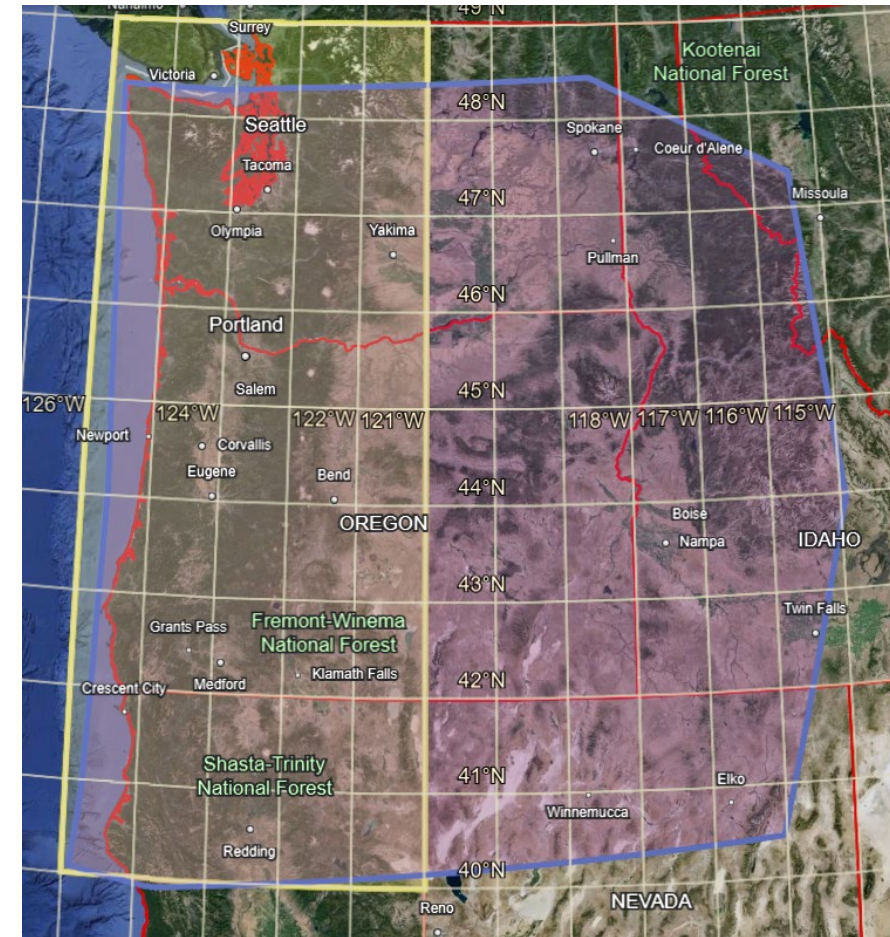 Nanaimo
49°N
Surrey
Kootenai
National Forest
Victoria
48°N
Seattle
Spokane
Coeur d'Alene
Tacoma
47°N
Missoula
Olympia
Yakima
Pullman
46°N
Portland
Salem
45°N
126°W
124°W
122°W
121°W
118°W
117°W
116°W
115°W
Newport
Corvallis
Eugene
Bend
44°N
OREGON
Boise
Nampa
IDAHO
43°N
Twin Falls
Grants Pass
Fremont-Winema
National Forest
Medford
Klamath Falls
42°N
Crescent City
Shasta-Trinity
National Forest
41°N
Elko
Winnemucca
Redding
40°N
Reno
NEVADA